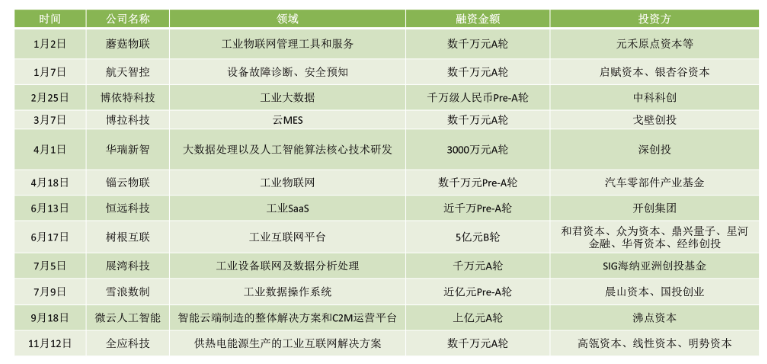 时间 公司名称 领域 融资金额 投资方
1月2日 蘑菇物联 工业物联网管理工具和服务 数千万元A轮 元禾原点资本等
1月7日 航天智控 设备故障诊断、安全预知 数千万元A轮 启赋资本、银杏谷资本
2月25日 博依特科技 工业大数据 千万级人民币Pre-A轮 中科科创
3月7日 博拉科技 云MES 数千万元A轮 戈壁创投
4月1日 华瑞新智 大数据处理以及人工智能算法核心技术研发 3000万元A轮 深创投
4月18日 锱云物联 工业物联网 数千万元Pre-A轮 汽车零部件产业基金
6月13日 恒远科技 工业SaaS 近千万Pre-A轮 开创集团
6月17日 树根互联 工业互联网平台 5亿元B轮 和君资本、众为资本、鼎兴量子、星河
金融、华胥资本、经纬创投
7月5日 展湾科技 工业设备联网及数据分析处理 千万元A轮 SIG海纳亚洲创投基金
7月9日 雪浪数制 工业数据操作系统 近亿元Pre-A轮 晨山资本、国投创业
9月18日 微云人工智能 智能云端制造的整体解决方案和C2M运营平台 上亿元A轮 沸点资本
11月12日 全应科技 供热电能源生产的工业互联网解决方案 数千万元A轮 高瓴资本、线性资本、明势资本